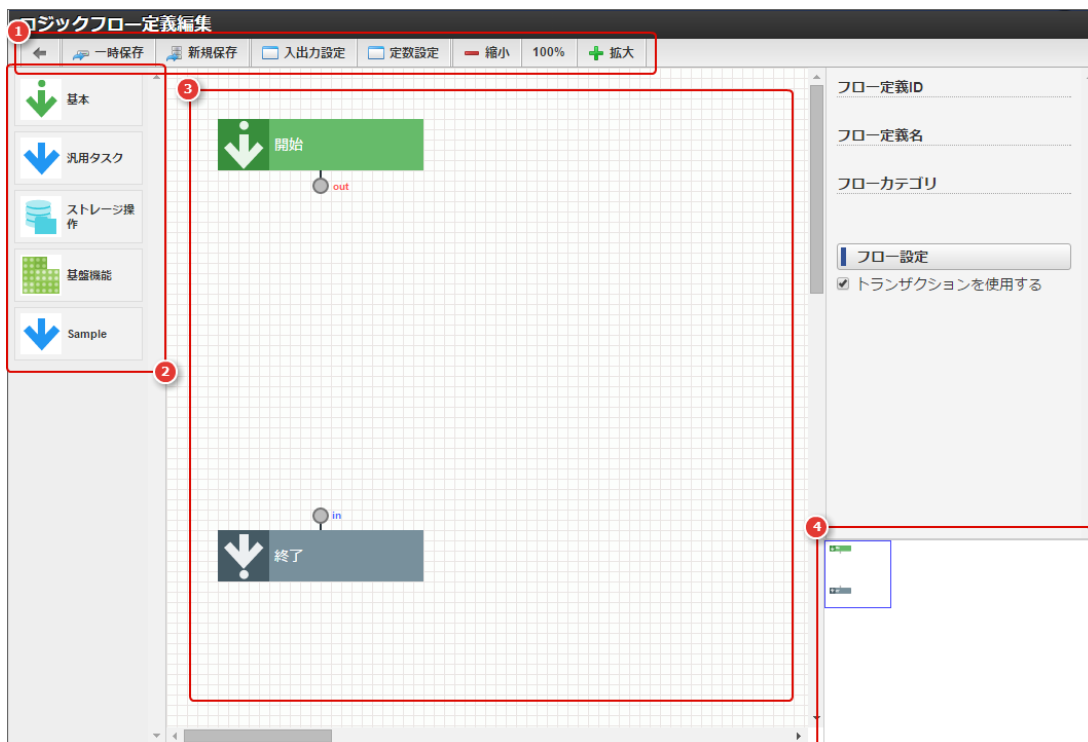 ロジックフロー定義編集
1
一時保存
新規保存
入出力設定
定数設定
縮小
100%
拡大
基本
汎用タスク
ストレージ操
作
基盤機能
Sample
2
3
開始
out
in
終了
フロー定義ID
フロー定義名
フローカテゴリ
フロー設定
トランザクションを使用する
4